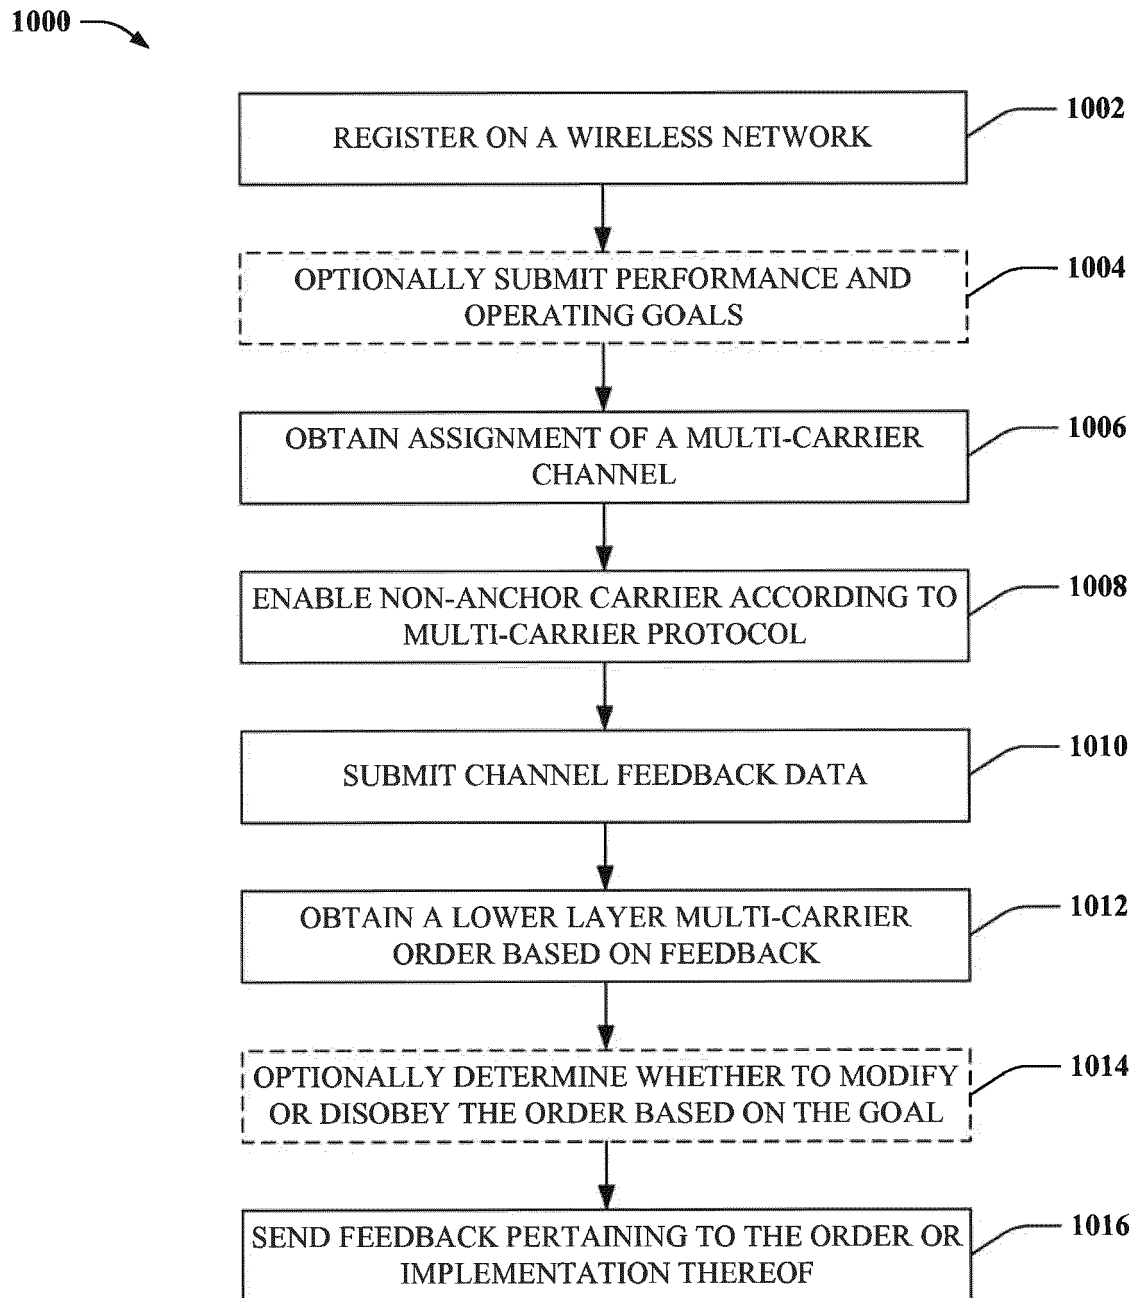 1000
REGISTER ON A WIRELESS NETWORK
1002
OPTIONALLY SUBMIT PERFORMANCE AND
OPERATING GOALS
1004
OBTAIN ASSIGNMENT OF A MULTI-CARRIER
CHANNEL
1006
ENABLE NON-ANCHOR CARRIER ACCORDING TO
MULTI-CARRIER PROTOCOL
1008
SUBMIT CHANNEL FEEDBACK DATA
1010
OBTAIN A LOWER LAYER MULTI-CARRIER
ORDER BASED ON FEEDBACK
1012
OPTIONALLY DETERMINE WHETHER TO MODIFY
OR DISOBEY THE ORDER BASED ON THE GOAL
1014
SEND FEEDBACK PERTAINING TO THE ORDER OR
IMPLEMENTATION THEREOF
1016